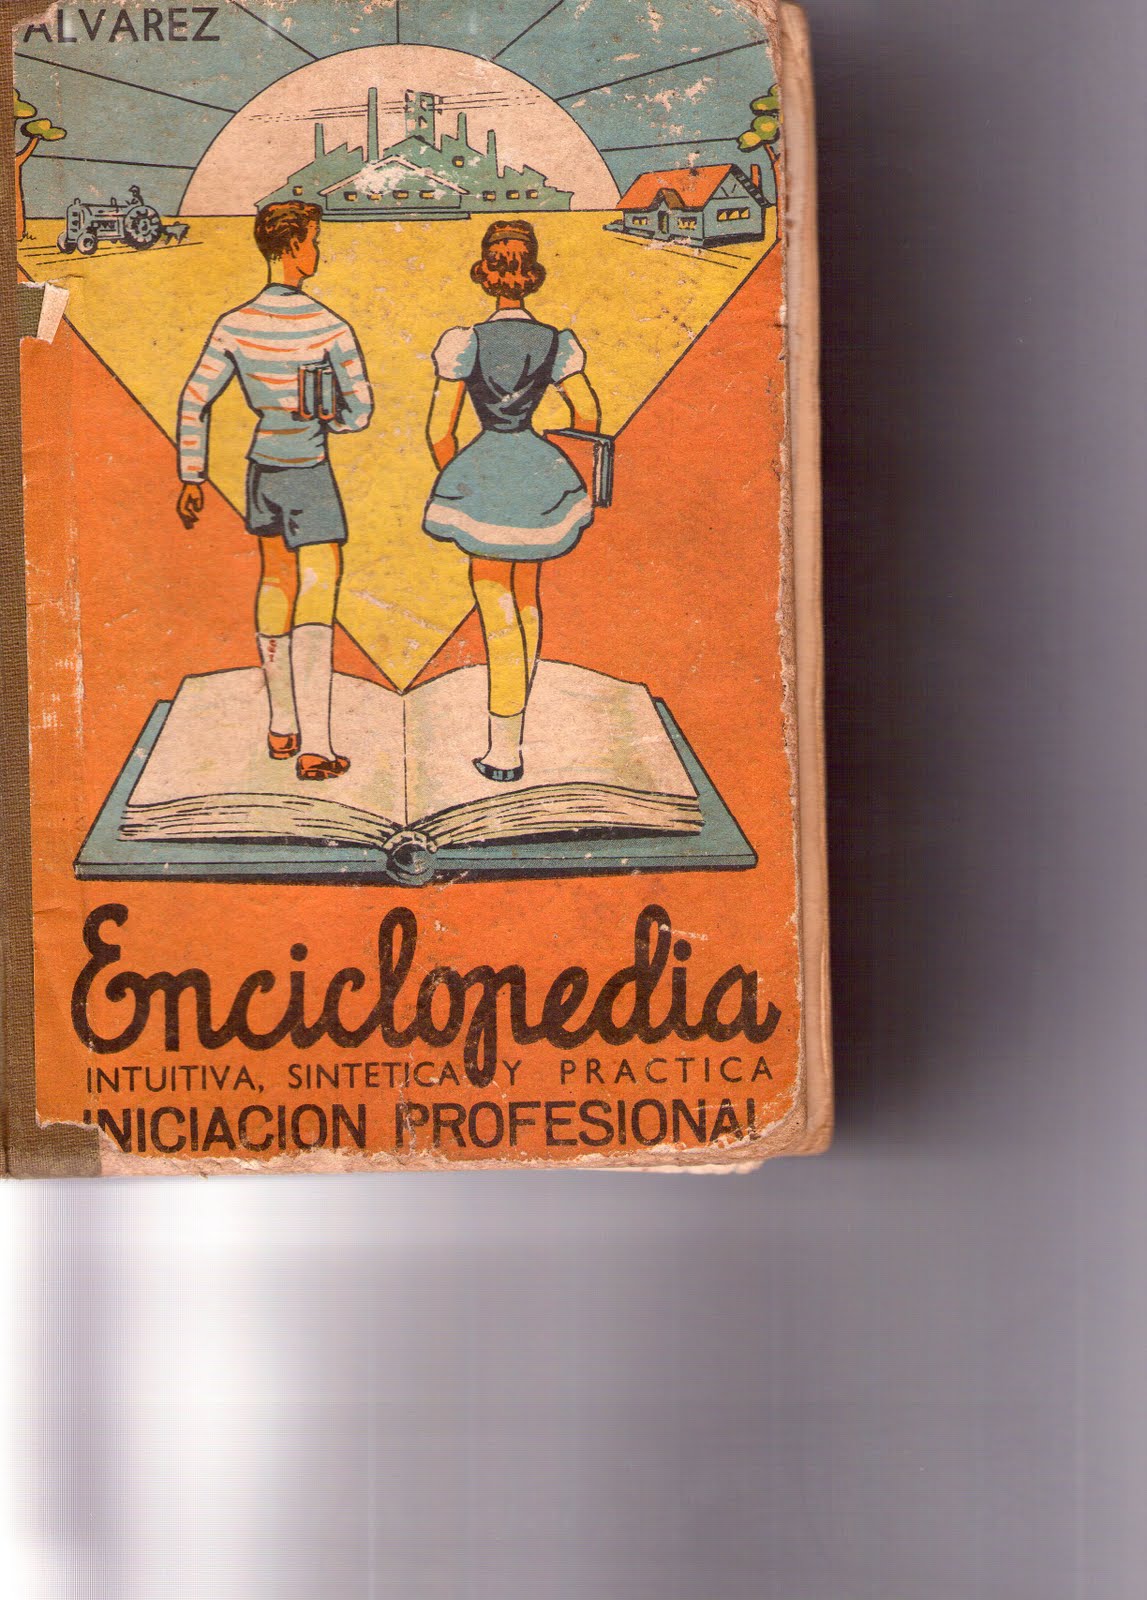 ALVAREZ
Enciclopedia
INTUITIVA, SINTETICA Y PRACTICA
INICIACION PROFESIONAL